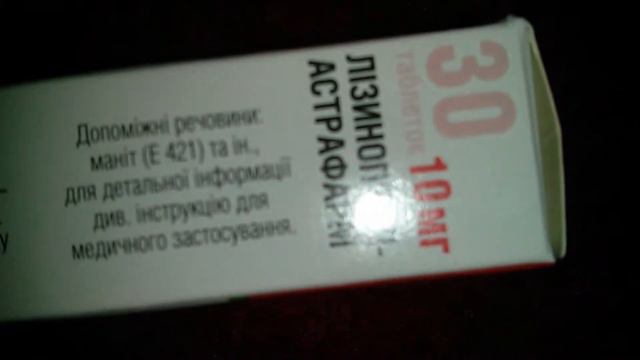 Допоміжні речовини:
маніт (Е 421) та ін.,
для детальної інформації
див. інструкцію для
медичного застосування.
АСТРАФАРМ
30
таблеток 10 мг